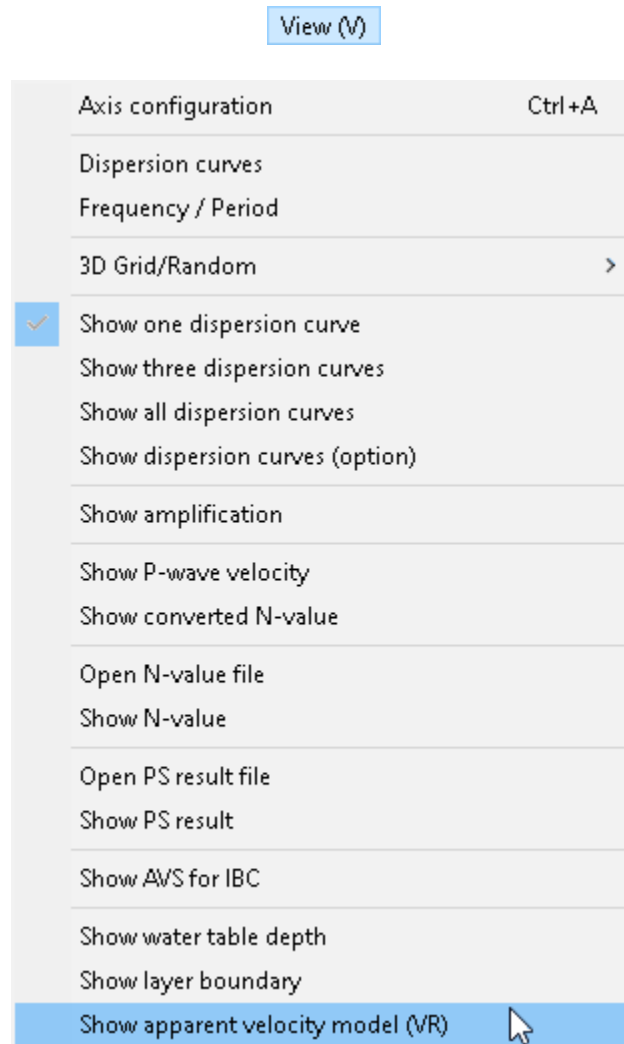 View (V)
Axis configuration Ctrl+A
Dispersion curves
Frequency / Period
3D Grid/Random
Show one dispersion curve
Show three dispersion curves
Show all dispersion curves
Show dispersion curves (option)
Show amplification
Show P-wave velocity
Show converted N-value
Open N-value file
Show N-value
Open PS result file
Show PS result
Show AVS for IBC
Show water table depth
Show layer boundary
Show apparent velocity model (VR)